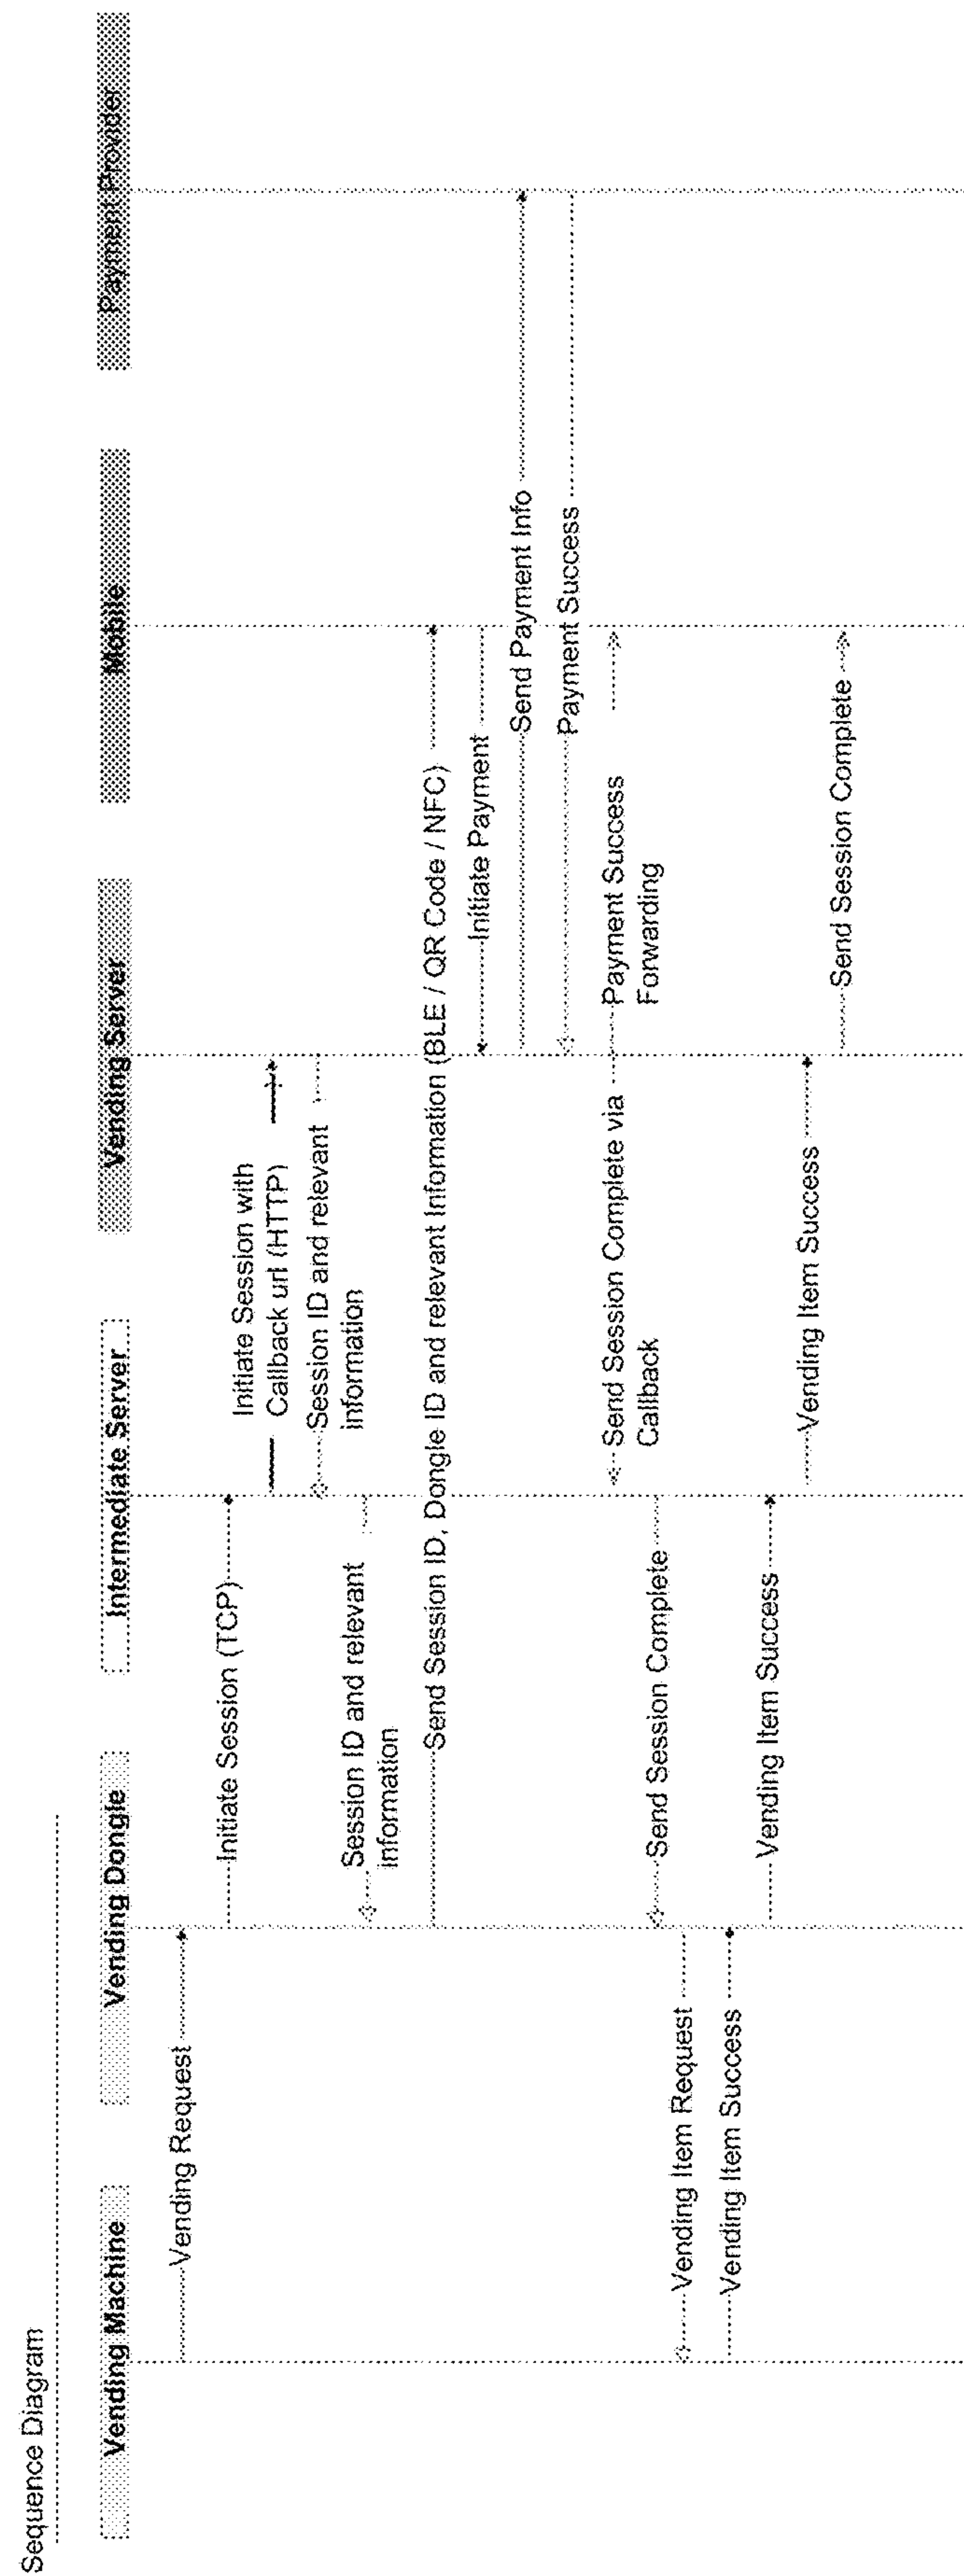 Sequence Diagram
Vending Machine
Vending Dongle
Intermediate Server
Vending Server
Mobile
Payment Provider
Vending Request
Initiate Session (TCP)
Initiate Session with
Callback url (HTTP)
Session ID and relevant
information
Session ID and relevant
information
Send Session ID, Dongle ID and relevant Information (BLE / QR Code / NFC)
Initiate Payment
Send Payment Info
Payment Success
Send Session Complete via
Callback
Payment Success
Forwarding
Send Session Complete
Vending Item Request
Vending Item Success
Vending Item Success
Vending Item Success
Send Session Complete